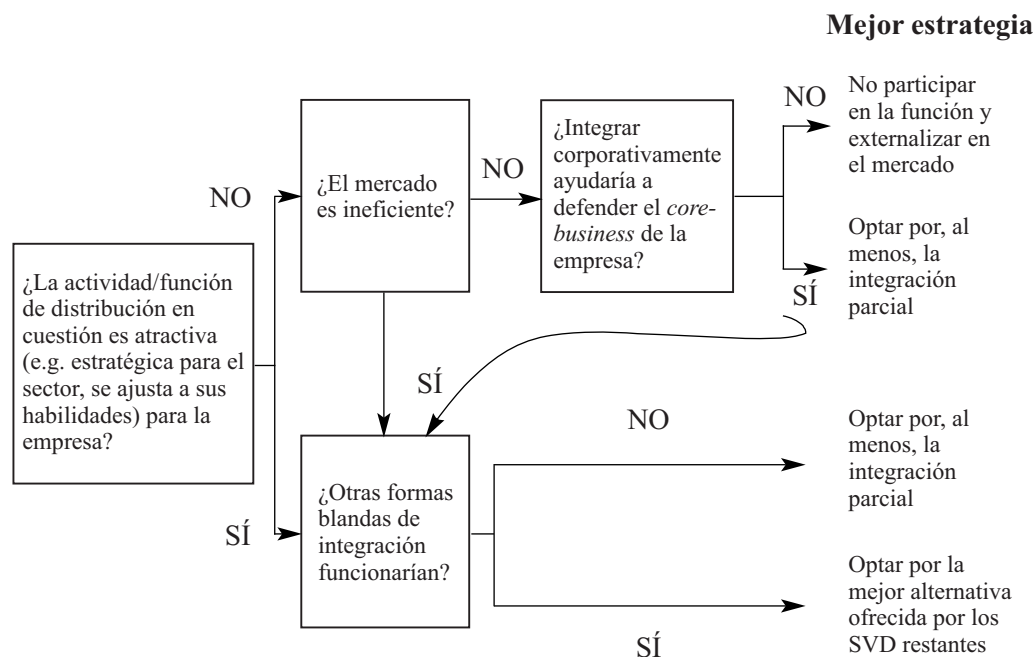 Mejor estrategia
No participar
en la función y
externalizar en
el mercado
NO
¿Integrar
corporativamente
ayudaría a
defender el core-
business de la
empresa?
NO
¿El mercado
es ineficiente?
NO
Optar por, al
menos, la
integración
parcial
SÍ
¿La actividad/función
de distribución en
cuestión es atractiva
(e.g. estratégica para el
sector, se ajusta a sus
habilidades) para la
empresa?
SÍ
NO
Optar por, al
menos, la
integración
parcial
¿Otras formas
blandas de
integración
funcionarían?
SÍ
Optar por la
mejor alternativa
ofrecida por los
SVD restantes
SÍ